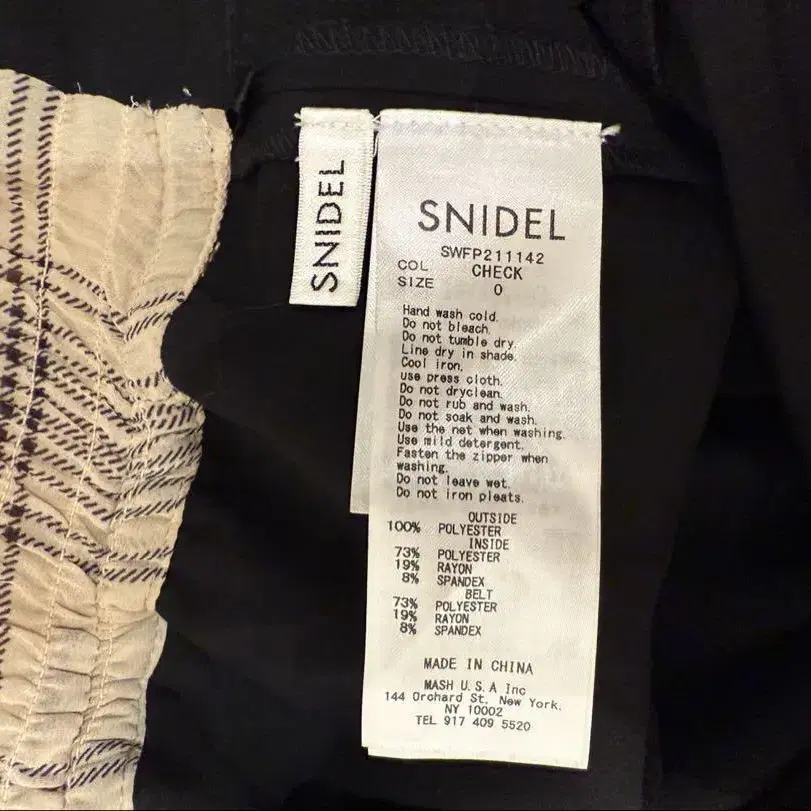 SNIDEL
SNIDEL
SWFP211142
COL CHECK
SIZE 0
Hand wash cold.
Do not bleach.
Do not tumble dry.
Line dry in shade.
Cool iron.
use press cloth.
Do not dryclean.
Do not rub and wash.
Do not soak and wash.
Use the net when washing.
Use mild detergent.
Fasten the zipper when
washing.
Do not leave wet.
Do not iron pleats.
OUTSIDE
100% POLYESTER
INSIDE
73% POLYESTER
19% RAYON
8% SPANDEX
BELT
73% POLYESTER
19% RAYON
8% SPANDEX
MADE IN CHINA
MASH U.S.A Inc
144 Orchard St, New York,
NY 10002
TEL 917 409 5520